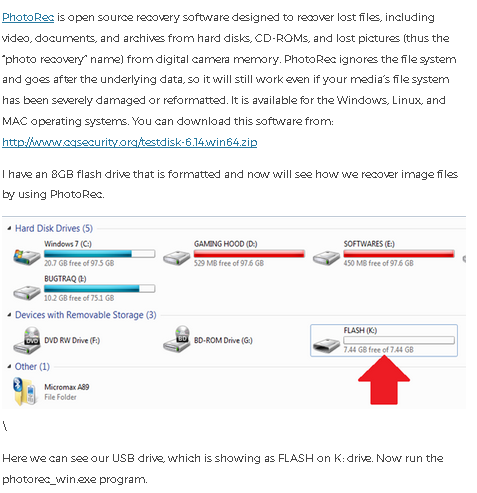 PhotoRec is open source recovery software designed to recover lost files, including
video, documents, and archives from hard disks, CD-ROMs, and lost pictures (thus the
“photo recovery” name) from digital camera memory. PhotoRec ignores the file system
and goes after the underlying data, so it will still work even if your media’s file system
has been severely damaged or reformatted. It is available for the Windows, Linux, and
MAC operating systems. You can download this software from:
http://www.cgsecurity.org/testdisk-6.14.win64.zip
I have an 8GB flash drive that is formatted and now will see how we recover image files
by using PhotoRec.
Hard Disk Drives (5)
Windows 7 (C:)
20.7 GB free of 97.5 GB
GAMING HOOD (D:)
529 MB free of 97.6 GB
SOFTWARES (E:)
450 MB free of 97.6 GB
BUGTRAQ (I:)
10.2 GB free of 75.1 GB
Devices with Removable Storage (3)
DVD
DVD RW Drive (F:)
BD
BD-ROM Drive (G:)
FLASH (K:)
7.44 GB free of 7.44 GB
Other (1)
Micromax A89
File Folder
\
Here we can see our USB drive, which is showing as FLASH on K: drive. Now run the
photorec_win.exe program.